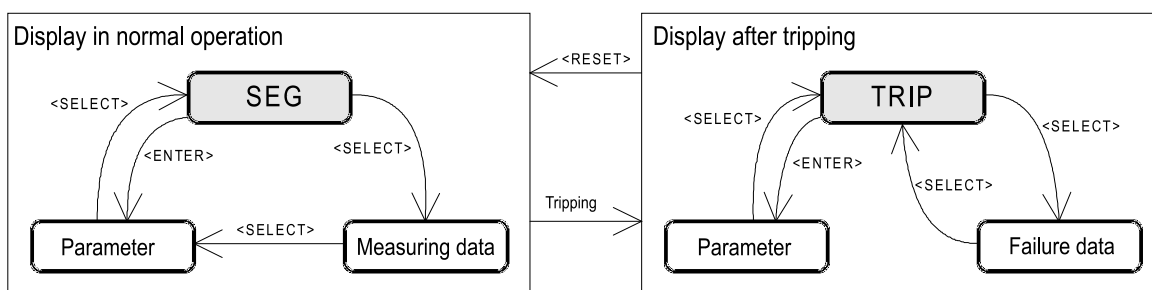 Display in normal operation
SEG
<SELECT>
<ENTER>
<SELECT>
Parameter
<SELECT>
Measuring data
<RESET>
Tripping
Display after tripping
TRIP
<SELECT>
<ENTER>
<SELECT>
<SELECT>
Parameter
Failure data